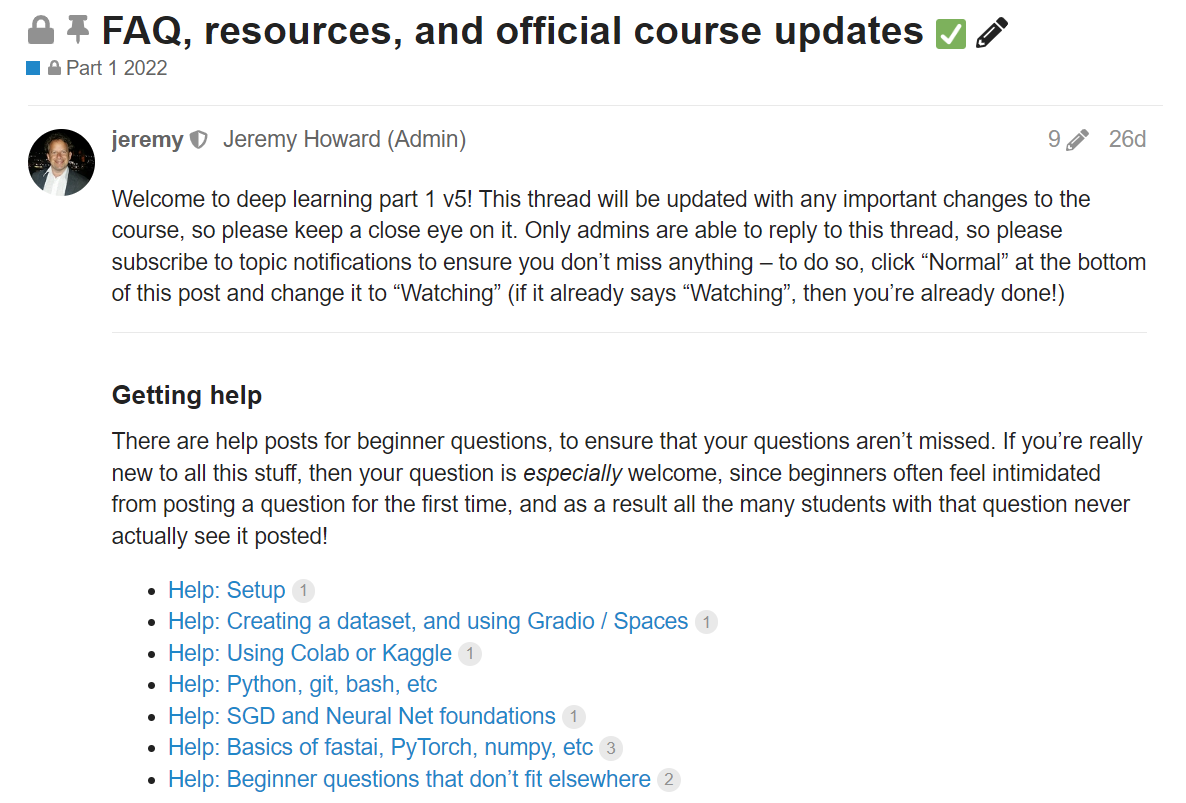 FAQ, resources, and official course updates
Part 1 2022
jeremy Jeremy Howard (Admin) 9 26d
Welcome to deep learning part 1 v5! This thread will be updated with any important changes to the
course, so please keep a close eye on it. Only admins are able to reply to this thread, so please
subscribe to topic notifications to ensure you don’t miss anything – to do so, click “Normal” at the bottom
of this post and change it to “Watching” (if it already says “Watching”, then you’re already done!)
Getting help
There are help posts for beginner questions, to ensure that your questions aren’t missed. If you’re really
new to all this stuff, then your question is especially welcome, since beginners often feel intimidated
from posting a question for the first time, and as a result all the many students with that question never
actually see it posted!
• Help: Setup 1
• Help: Creating a dataset, and using Gradio / Spaces 1
• Help: Using Colab or Kaggle 1
• Help: Python, git, bash, etc
• Help: SGD and Neural Net foundations 1
• Help: Basics of fastai, PyTorch, numpy, etc 3
• Help: Beginner questions that don’t fit elsewhere 2